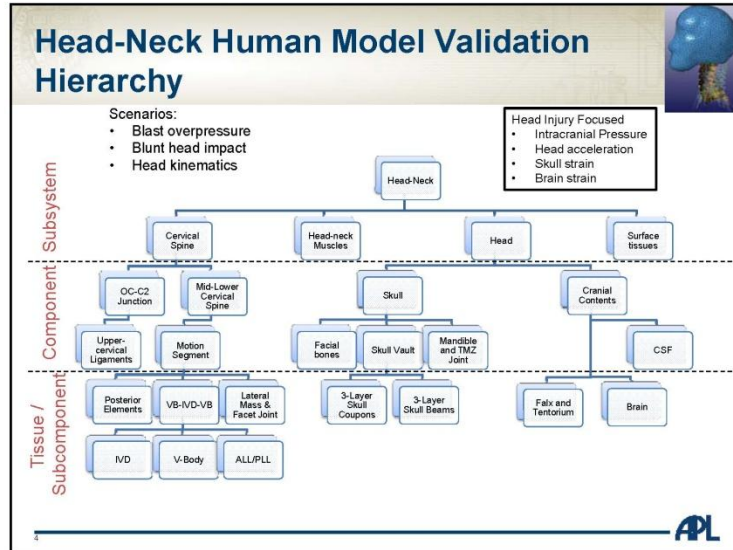 Head-Neck Human Model Validation
Hierarchy
Scenarios:
• Blast overpressure
• Blunt head impact
• Head kinematics
Head Injury Focused
• Intracranial Pressure
• Head acceleration
• Skull strain
• Brain strain
Subsystem
Head-Neck
Cervical
Spine
Head-neck
Muscles
Head
Surface
tissues
Component
OC-C2
Junction
Mid-Lower
Cervical
Spine
Skull
Cranial
Contents
Upper-
cervical
Ligaments
Motion
Segment
Facial
bones
Skull Vault
Mandible
and TMZ
Joint
CSF
Tissue /
Subcomponent
Posterior
Elements
VB-IVD-VB
Lateral
Mass &
Facet Joint
3-Layer
Skull
Coupons
3-Layer
Skull Beams
Falx and
Tentorium
Brain
IVD
V-Body
ALL/PLL
4
APL